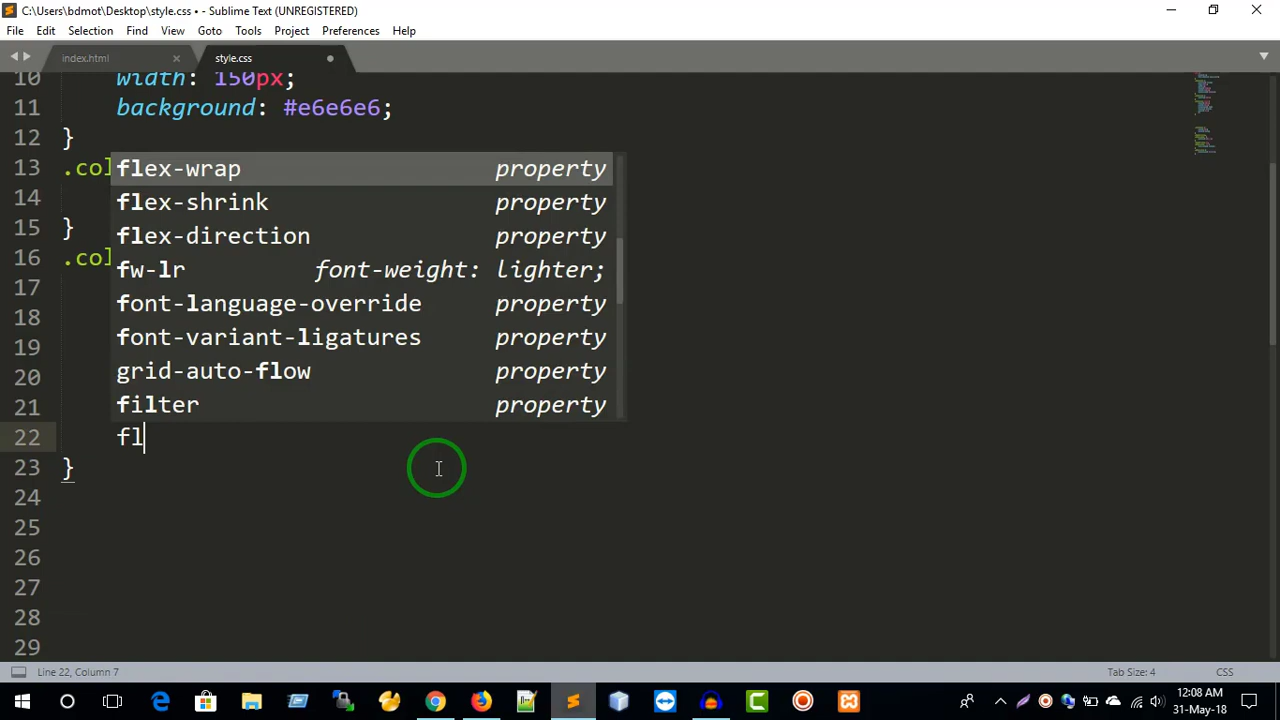 C:\Users\bdmot\Desktop\style.css • - Sublime Text (UNREGISTERED)
File Edit Selection Find View Goto Tools Project Preferences Help
index.html × style.css
10 width: 150px;
11 background: #e6e6e6;
12 }
13 .col
flex-wrap property
14
flex-shrink property
15 }
flex-direction property
16 .col
fw-lr font-weight: lighter;
17
font-language-override property
18
font-variant-ligatures property
19
grid-auto-flow property
20
filter property
21
22 fl
23 }
24
25
26
27
28
29
Line 22, Column 7 Tab Size: 4 CSS
12:08 AM
31-May-18